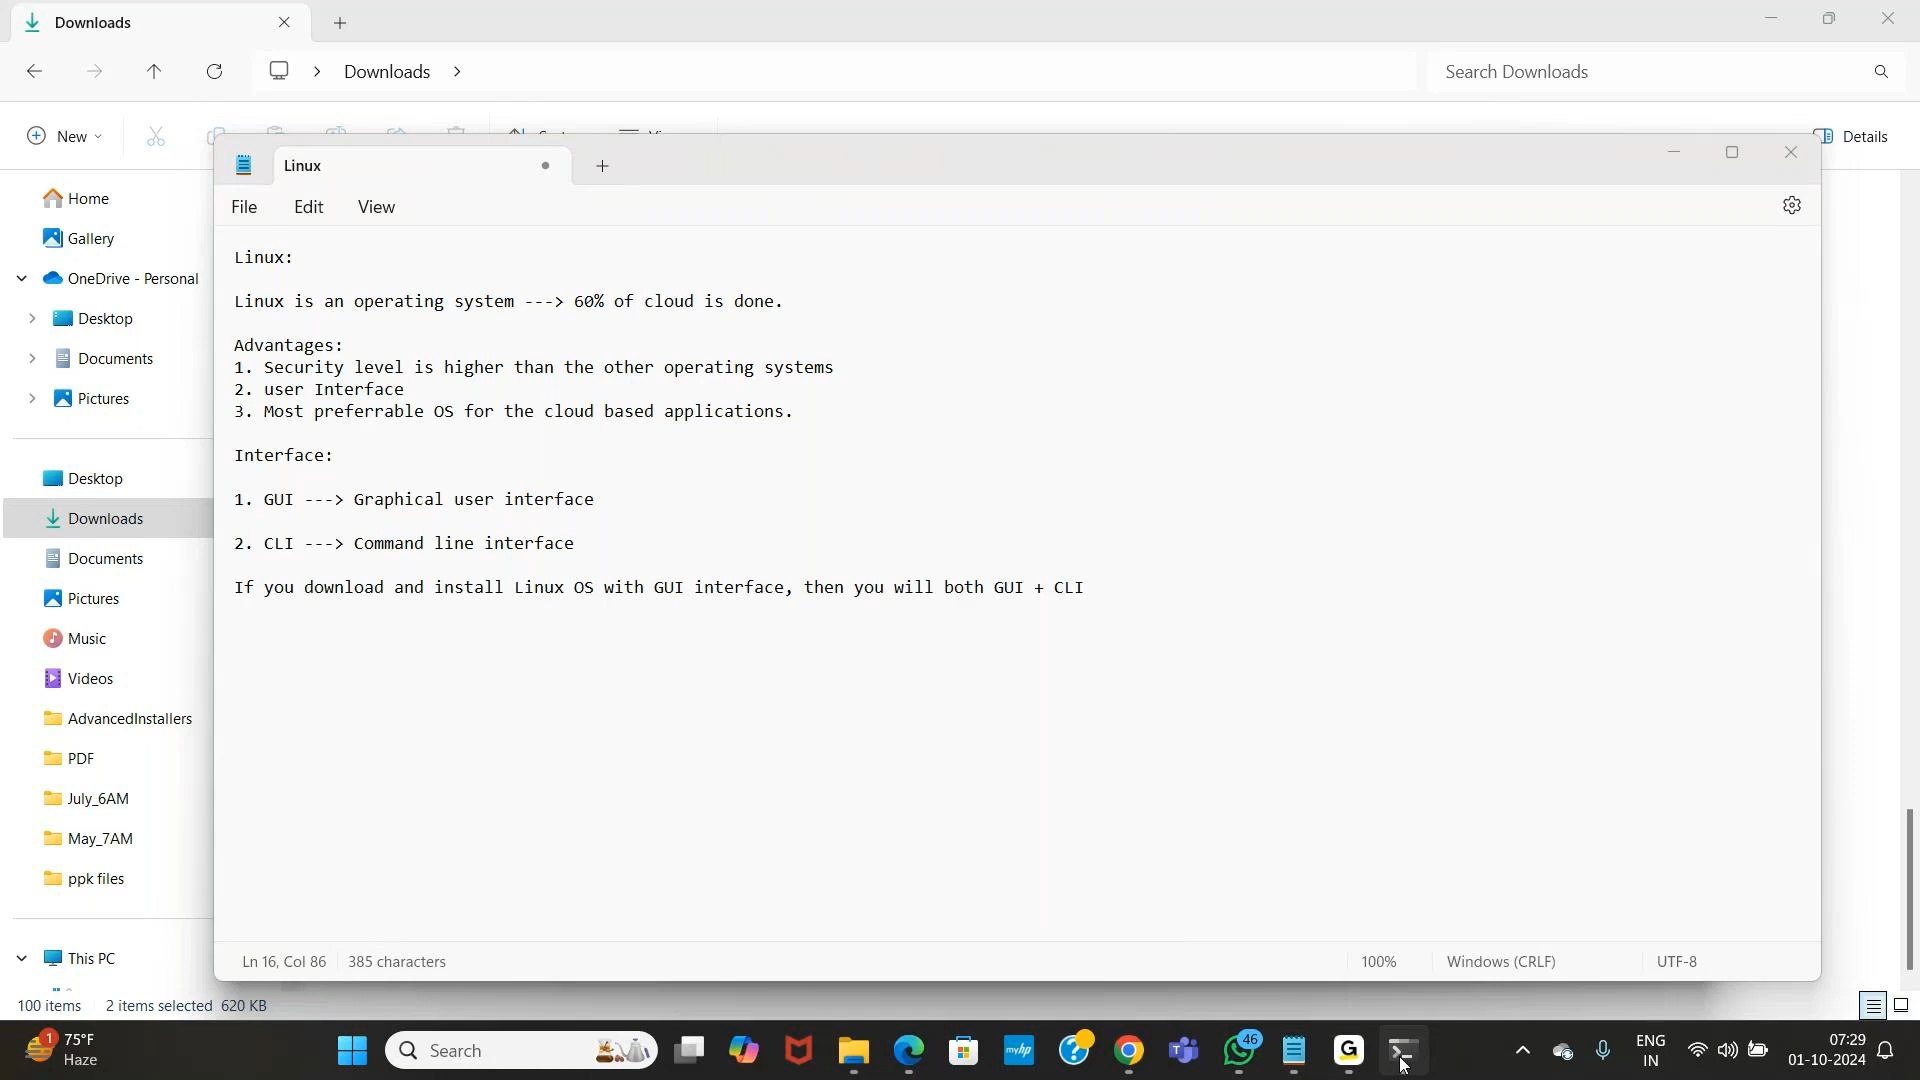 Downloads
Downloads
Search Downloads
New
Details
Linux
File Edit View
Home
Gallery
OneDrive - Personal
Desktop
Documents
Pictures
Desktop
Downloads
Documents
Pictures
Music
Videos
AdvancedInstallers
PDF
July_6AM
May_7AM
ppk files
This PC
Linux:
Linux is an operating system ---> 60% of cloud is done.
Advantages:
1. Security level is higher than the other operating systems
2. user Interface
3. Most preferrable OS for the cloud based applications.
Interface:
1. GUI ---> Graphical user interface
2. CLI ---> Command line interface
If you download and install Linux OS with GUI interface, then you will both GUI + CLI
Ln 16, Col 86 385 characters 100% Windows (CRLF) UTF-8
100 items 2 items selected 620 KB
1 75°F
Haze
Search
myhp
46
G
ENG
IN
07:29
01-10-2024